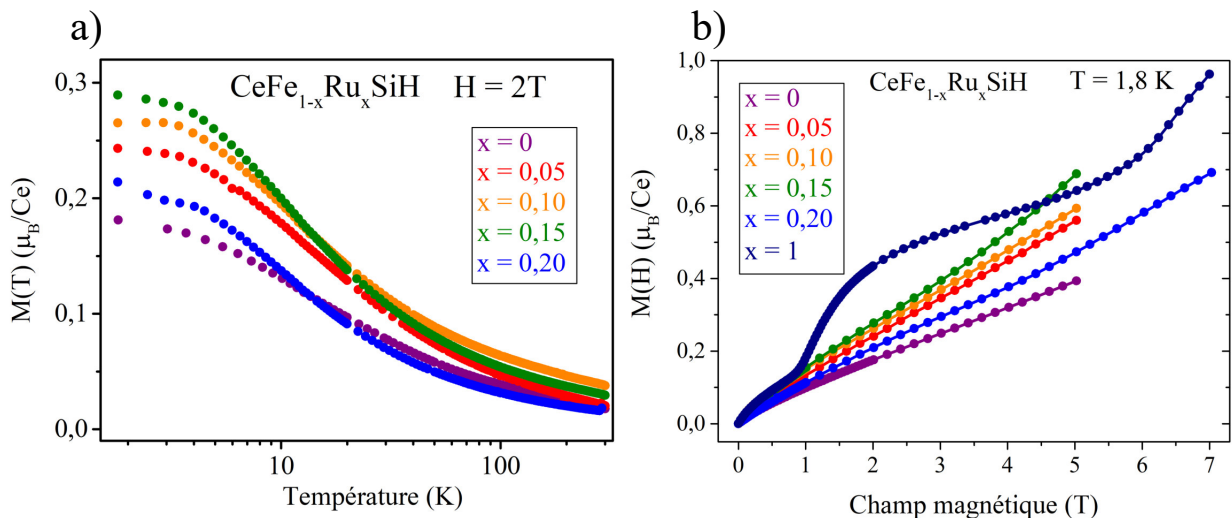 a)
CeFe1-xRuxSiH H = 2T
x = 0
x = 0,05
x = 0,10
x = 0,15
x = 0,20
M(T) (μB/Ce)
0,3
0,2
0,1
0,0
10 100
Température (K)
b)
CeFe1-xRuxSiH T = 1,8 K
x = 0
x = 0,05
x = 0,10
x = 0,15
x = 0,20
x = 1
M(H) (μB/Ce)
1,0
0,8
0,6
0,4
0,2
0,0
0 1 2 3 4 5 6 7
Champ magnétique (T)